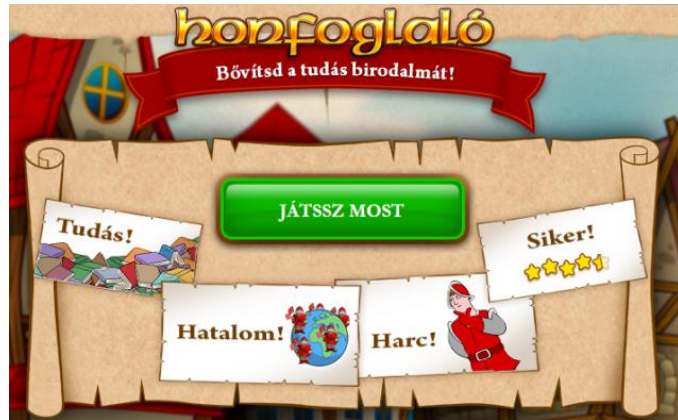 honfoglaló
Bővítsd a tudás birodalmát!
JÁTSSZ MOST
Tudás!
Siker!
Hatalom!
Harc!